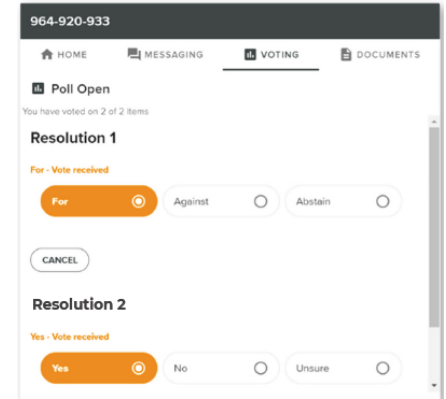 964-920-933
HOME MESSAGING VOTING DOCUMENTS
Poll Open
You have voted on 2 of 2 items
Resolution 1
For - Vote received
For Against Abstain
CANCEL
Resolution 2
Yes - Vote received
Yes No Unsure